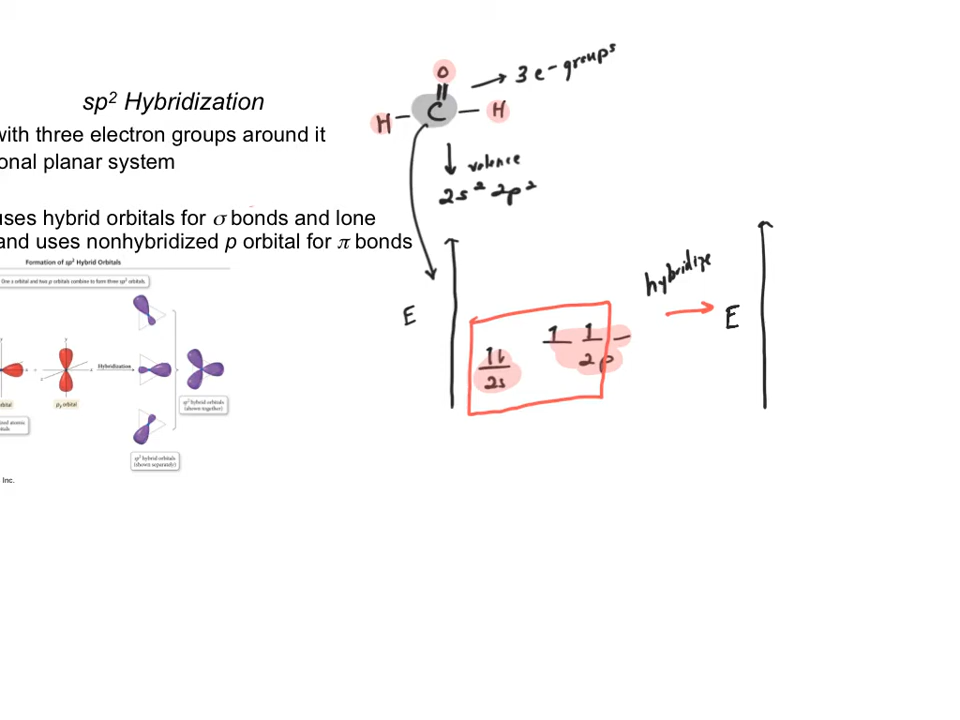 sp² Hybridization
with three electron groups around it
onal planar system
uses hybrid orbitals for σ bonds and lone
and uses nonhybridized p orbital for π bonds
Formation of sp² Hybrid Orbitals
One s orbital and two p orbitals combine to form three sp² orbitals.
Hybridization
rbital
p_y orbital
sp² hybrid orbitals
(shown together)
sp² hybrid orbitals
(shown separately)
Inc.
O
H - C - H
→ 3 e- groups
↓ valence
2s² 2p²
E
1 1 _
2p
1l
2s
hybridize
→
E